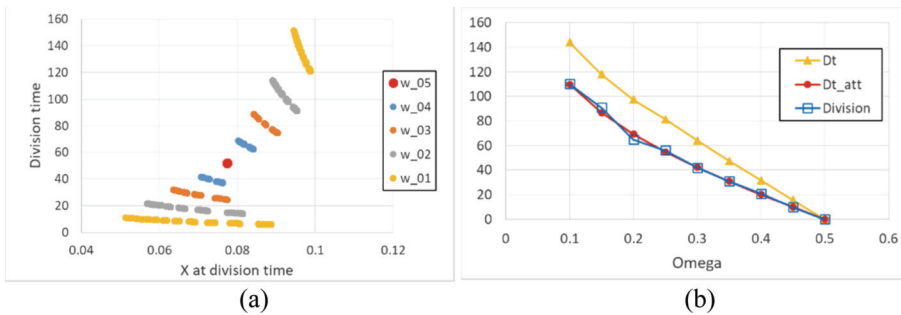 160
140
120
100
80
60
40
20
0
Division time
0.04
0.06
0.08
0.1
0.12
X at division time
w_05
w_04
w_03
w_02
w_01
(a)
160
140
120
100
80
60
40
20
0
0
0.1
0.2
0.3
0.4
0.5
0.6
Omega
Dt
Dt_att
Division
(b)